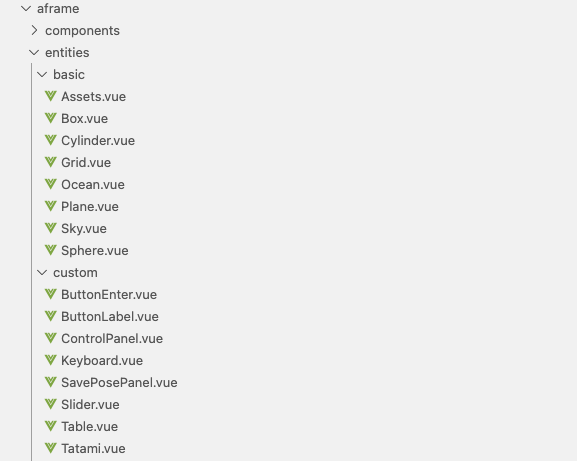 aframe
components
entities
basic
Assets.vue
Box.vue
Cylinder.vue
Grid.vue
Ocean.vue
Plane.vue
Sky.vue
Sphere.vue
custom
ButtonEnter.vue
ButtonLabel.vue
ControlPanel.vue
Keyboard.vue
SavePosePanel.vue
Slider.vue
Table.vue
Tatami.vue